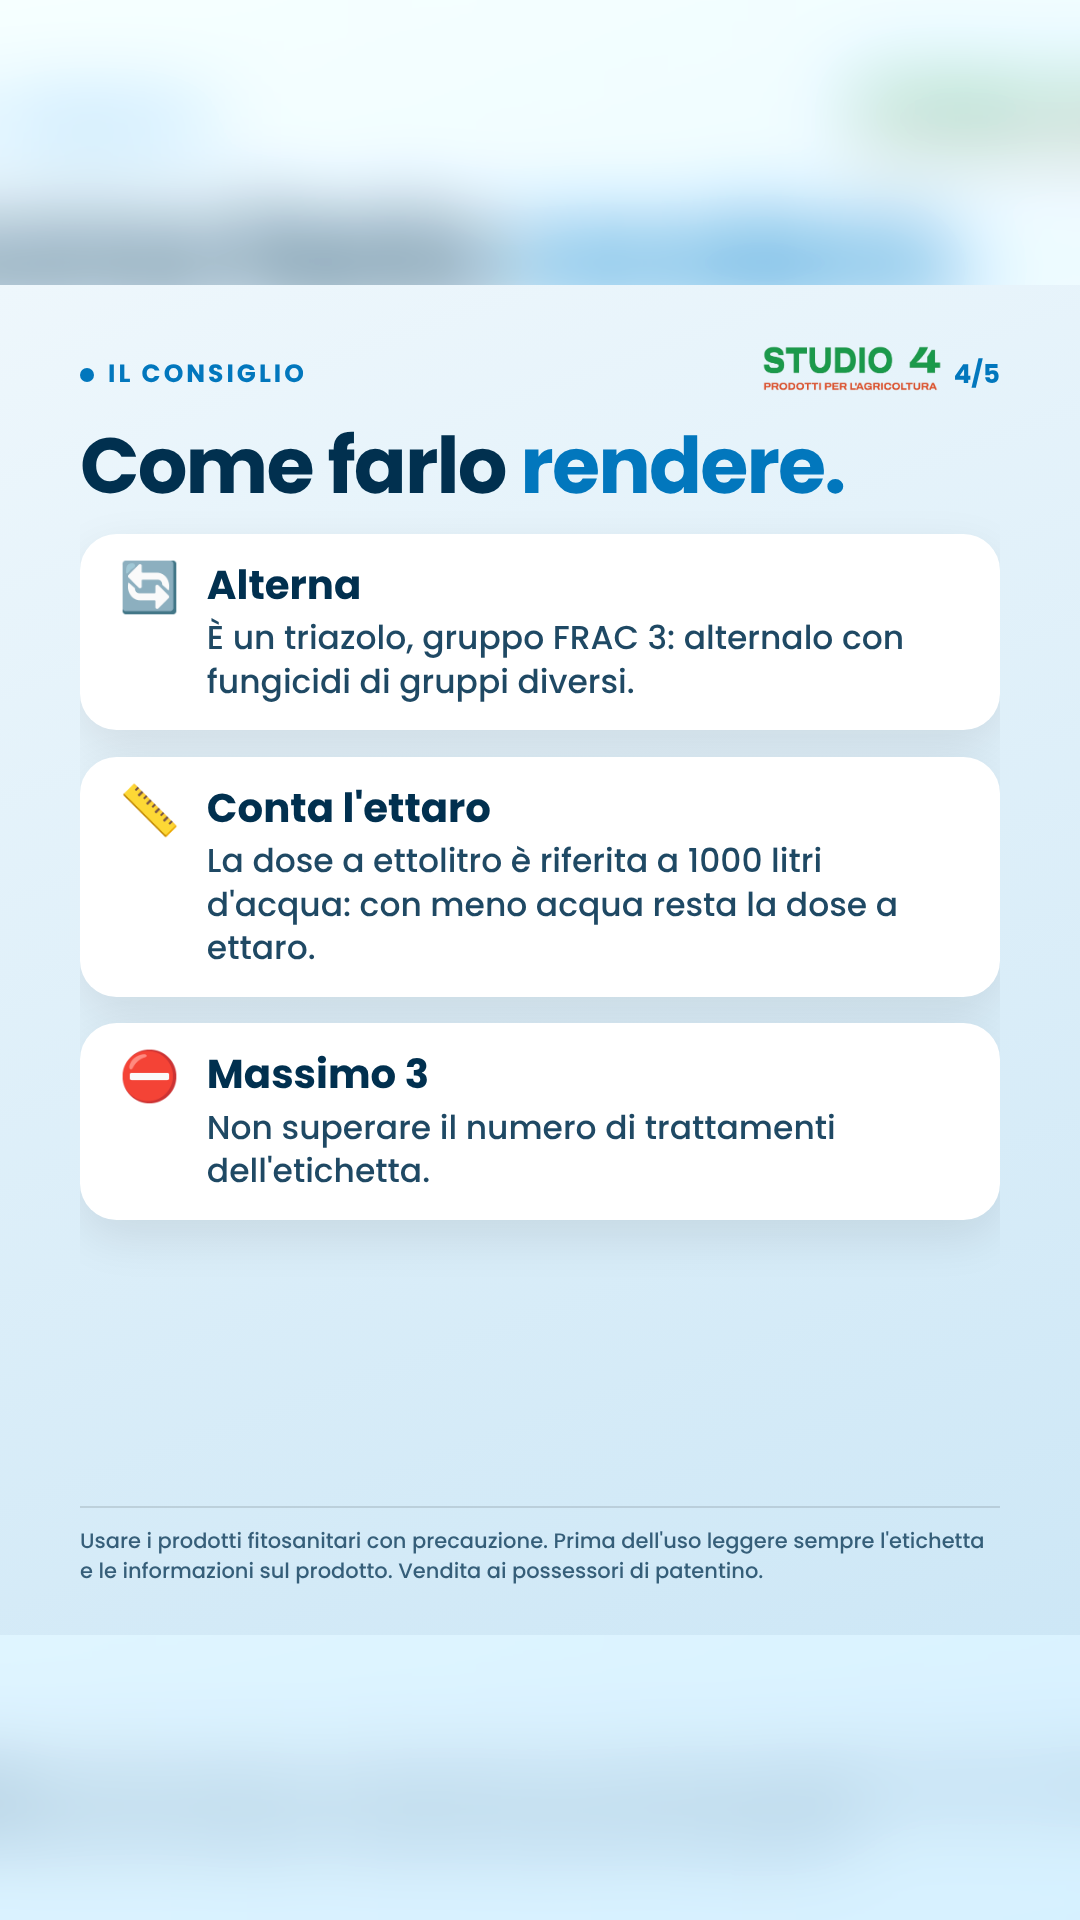 IL CONSIGLIO
STUDIO 4
PRODOTTI PER L'AGRICOLTURA
4/5
Come farlo rendere.
Alterna
È un triazolo, gruppo FRAC 3: alternalo con
fungicidi di gruppi diversi.
Conta l'ettaro
La dose a ettolitro è riferita a 1000 litri
d'acqua: con meno acqua resta la dose a
ettaro.
Massimo 3
Non superare il numero di trattamenti
dell'etichetta.
Usare i prodotti fitosanitari con precauzione. Prima dell'uso leggere sempre l'etichetta
e le informazioni sul prodotto. Vendita ai possessori di patentino.